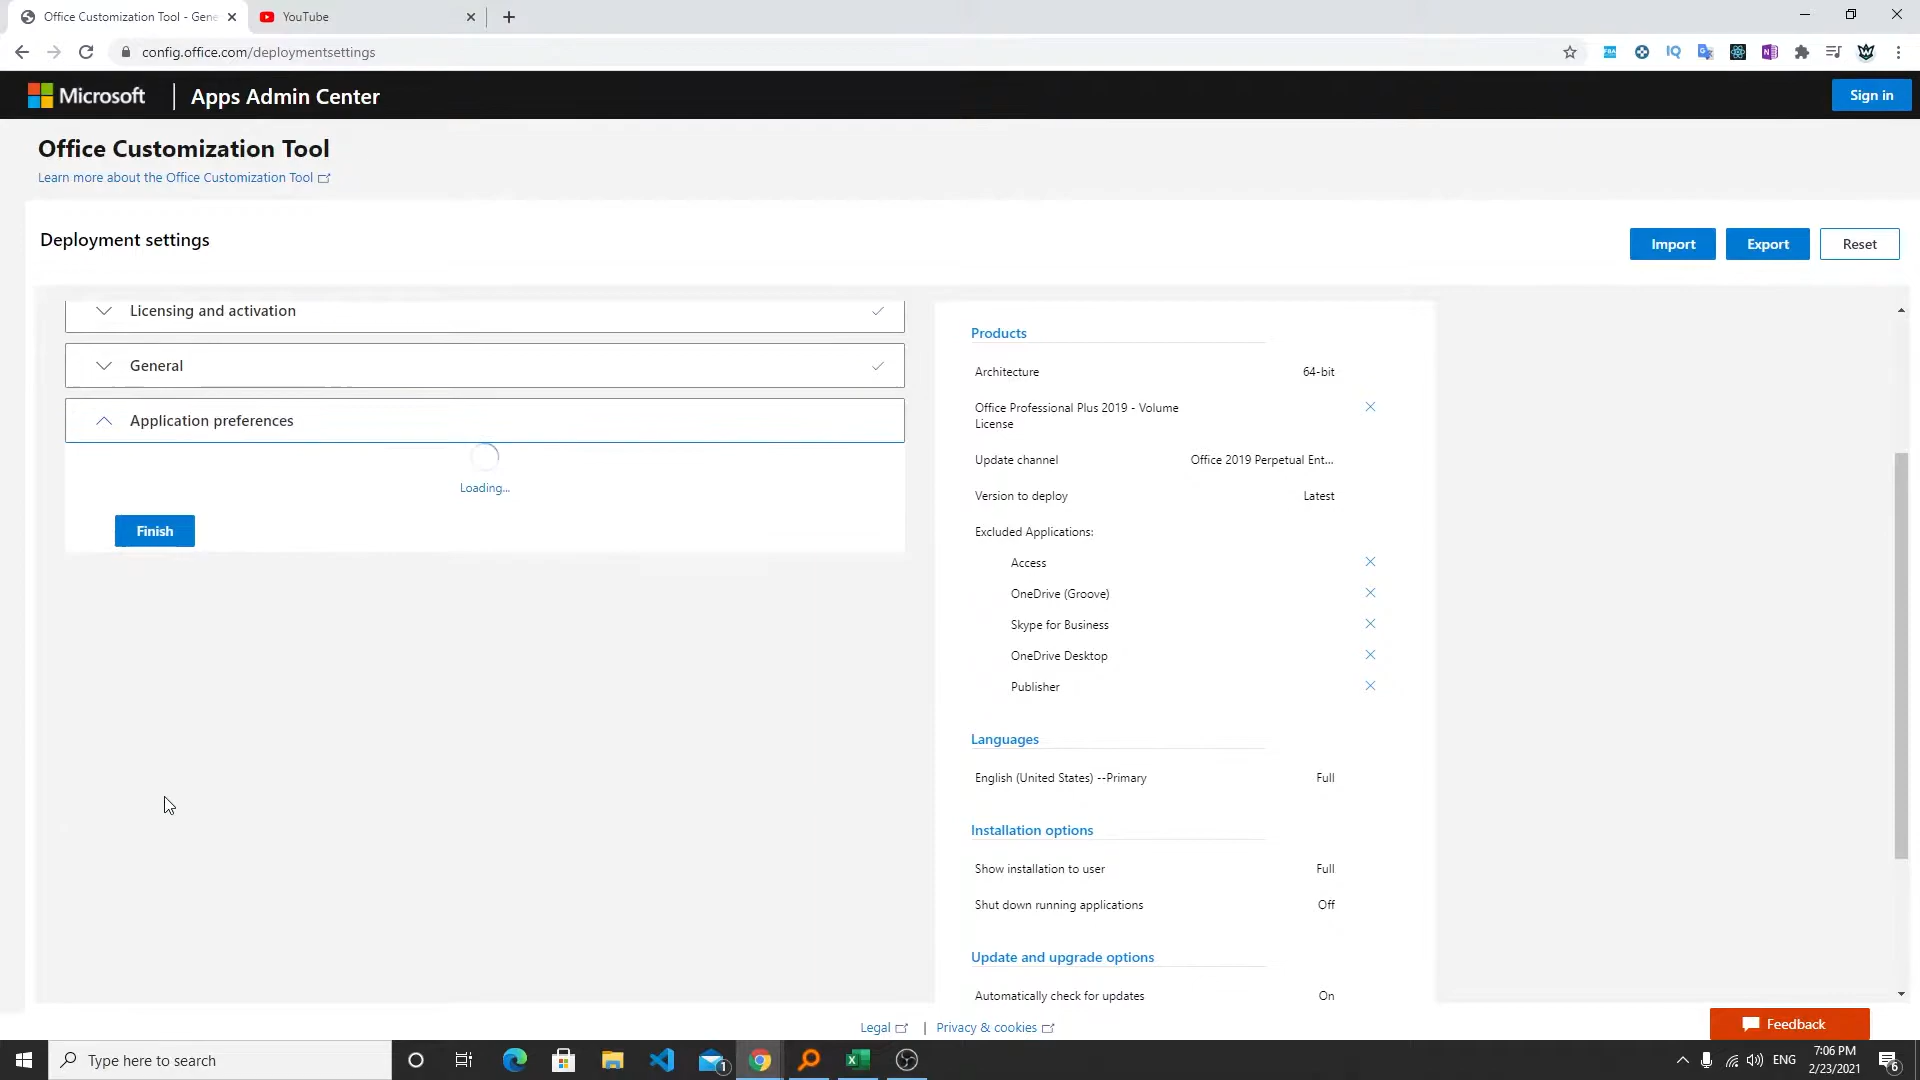 Office Customization Tool - Gene
YouTube
config.office.com/deploymentsettings
Microsoft
Apps Admin Center
Sign in
Office Customization Tool
Learn more about the Office Customization Tool
Deployment settings
Import
Export
Reset
Licensing and activation
General
Application preferences
Loading...
Finish
Products
Architecture
64-bit
Office Professional Plus 2019 - Volume
License
Update channel
Office 2019 Perpetual Ent...
Version to deploy
Latest
Excluded Applications:
Access
OneDrive (Groove)
Skype for Business
OneDrive Desktop
Publisher
Languages
English (United States) --Primary
Full
Installation options
Show installation to user
Full
Shut down running applications
Off
Update and upgrade options
Automatically check for updates
On
Legal
|
Privacy & cookies
Feedback
Type here to search
1
ENG
7:06 PM
2/23/2021
6